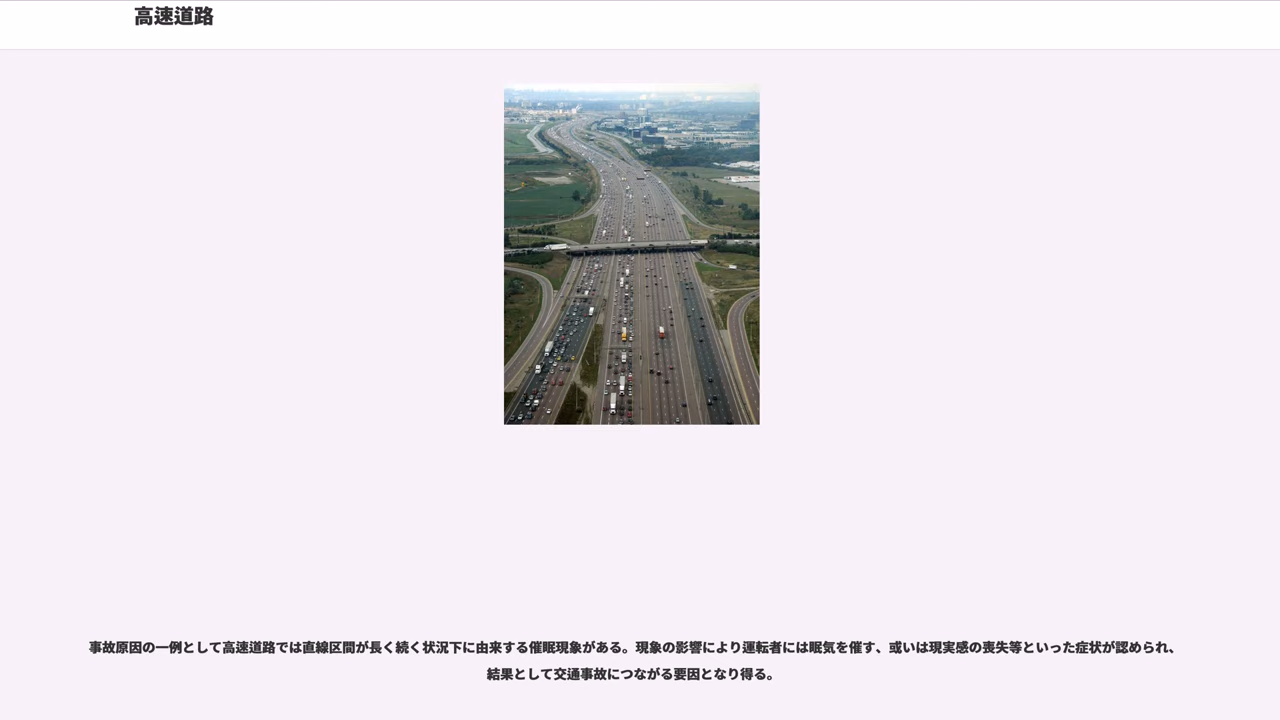 高速道路
事故原因の一例として高速道路では直線区間が長く続く状況下に由来する催眠現象がある。現象の影響により運転者には眠気を催す、或いは現実感の喪失等といった症状が認められ、
結果として交通事故につながる要因となり得る。